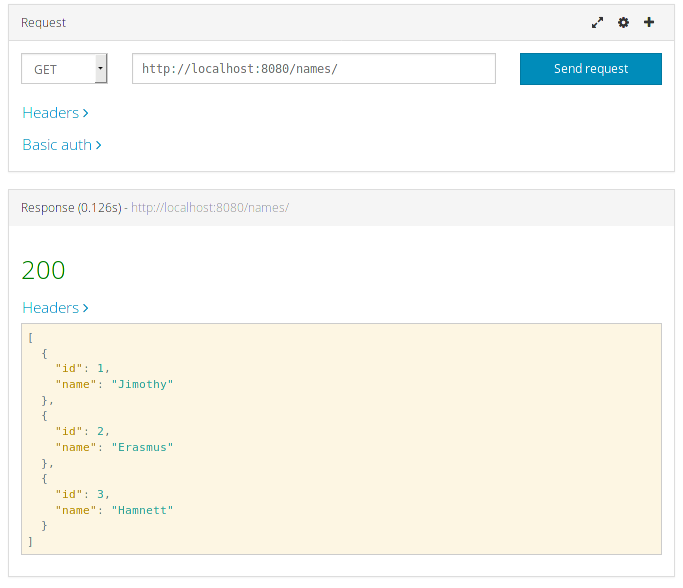 Request
GET http://localhost:8080/names/ Send request
Headers
Basic auth
Response (0.126s) - http://localhost:8080/names/
200
Headers
[
  {
    "id": 1,
    "name": "Jimothy"
  },
  {
    "id": 2,
    "name": "Erasmus"
  },
  {
    "id": 3,
    "name": "Hamnett"
  }
]